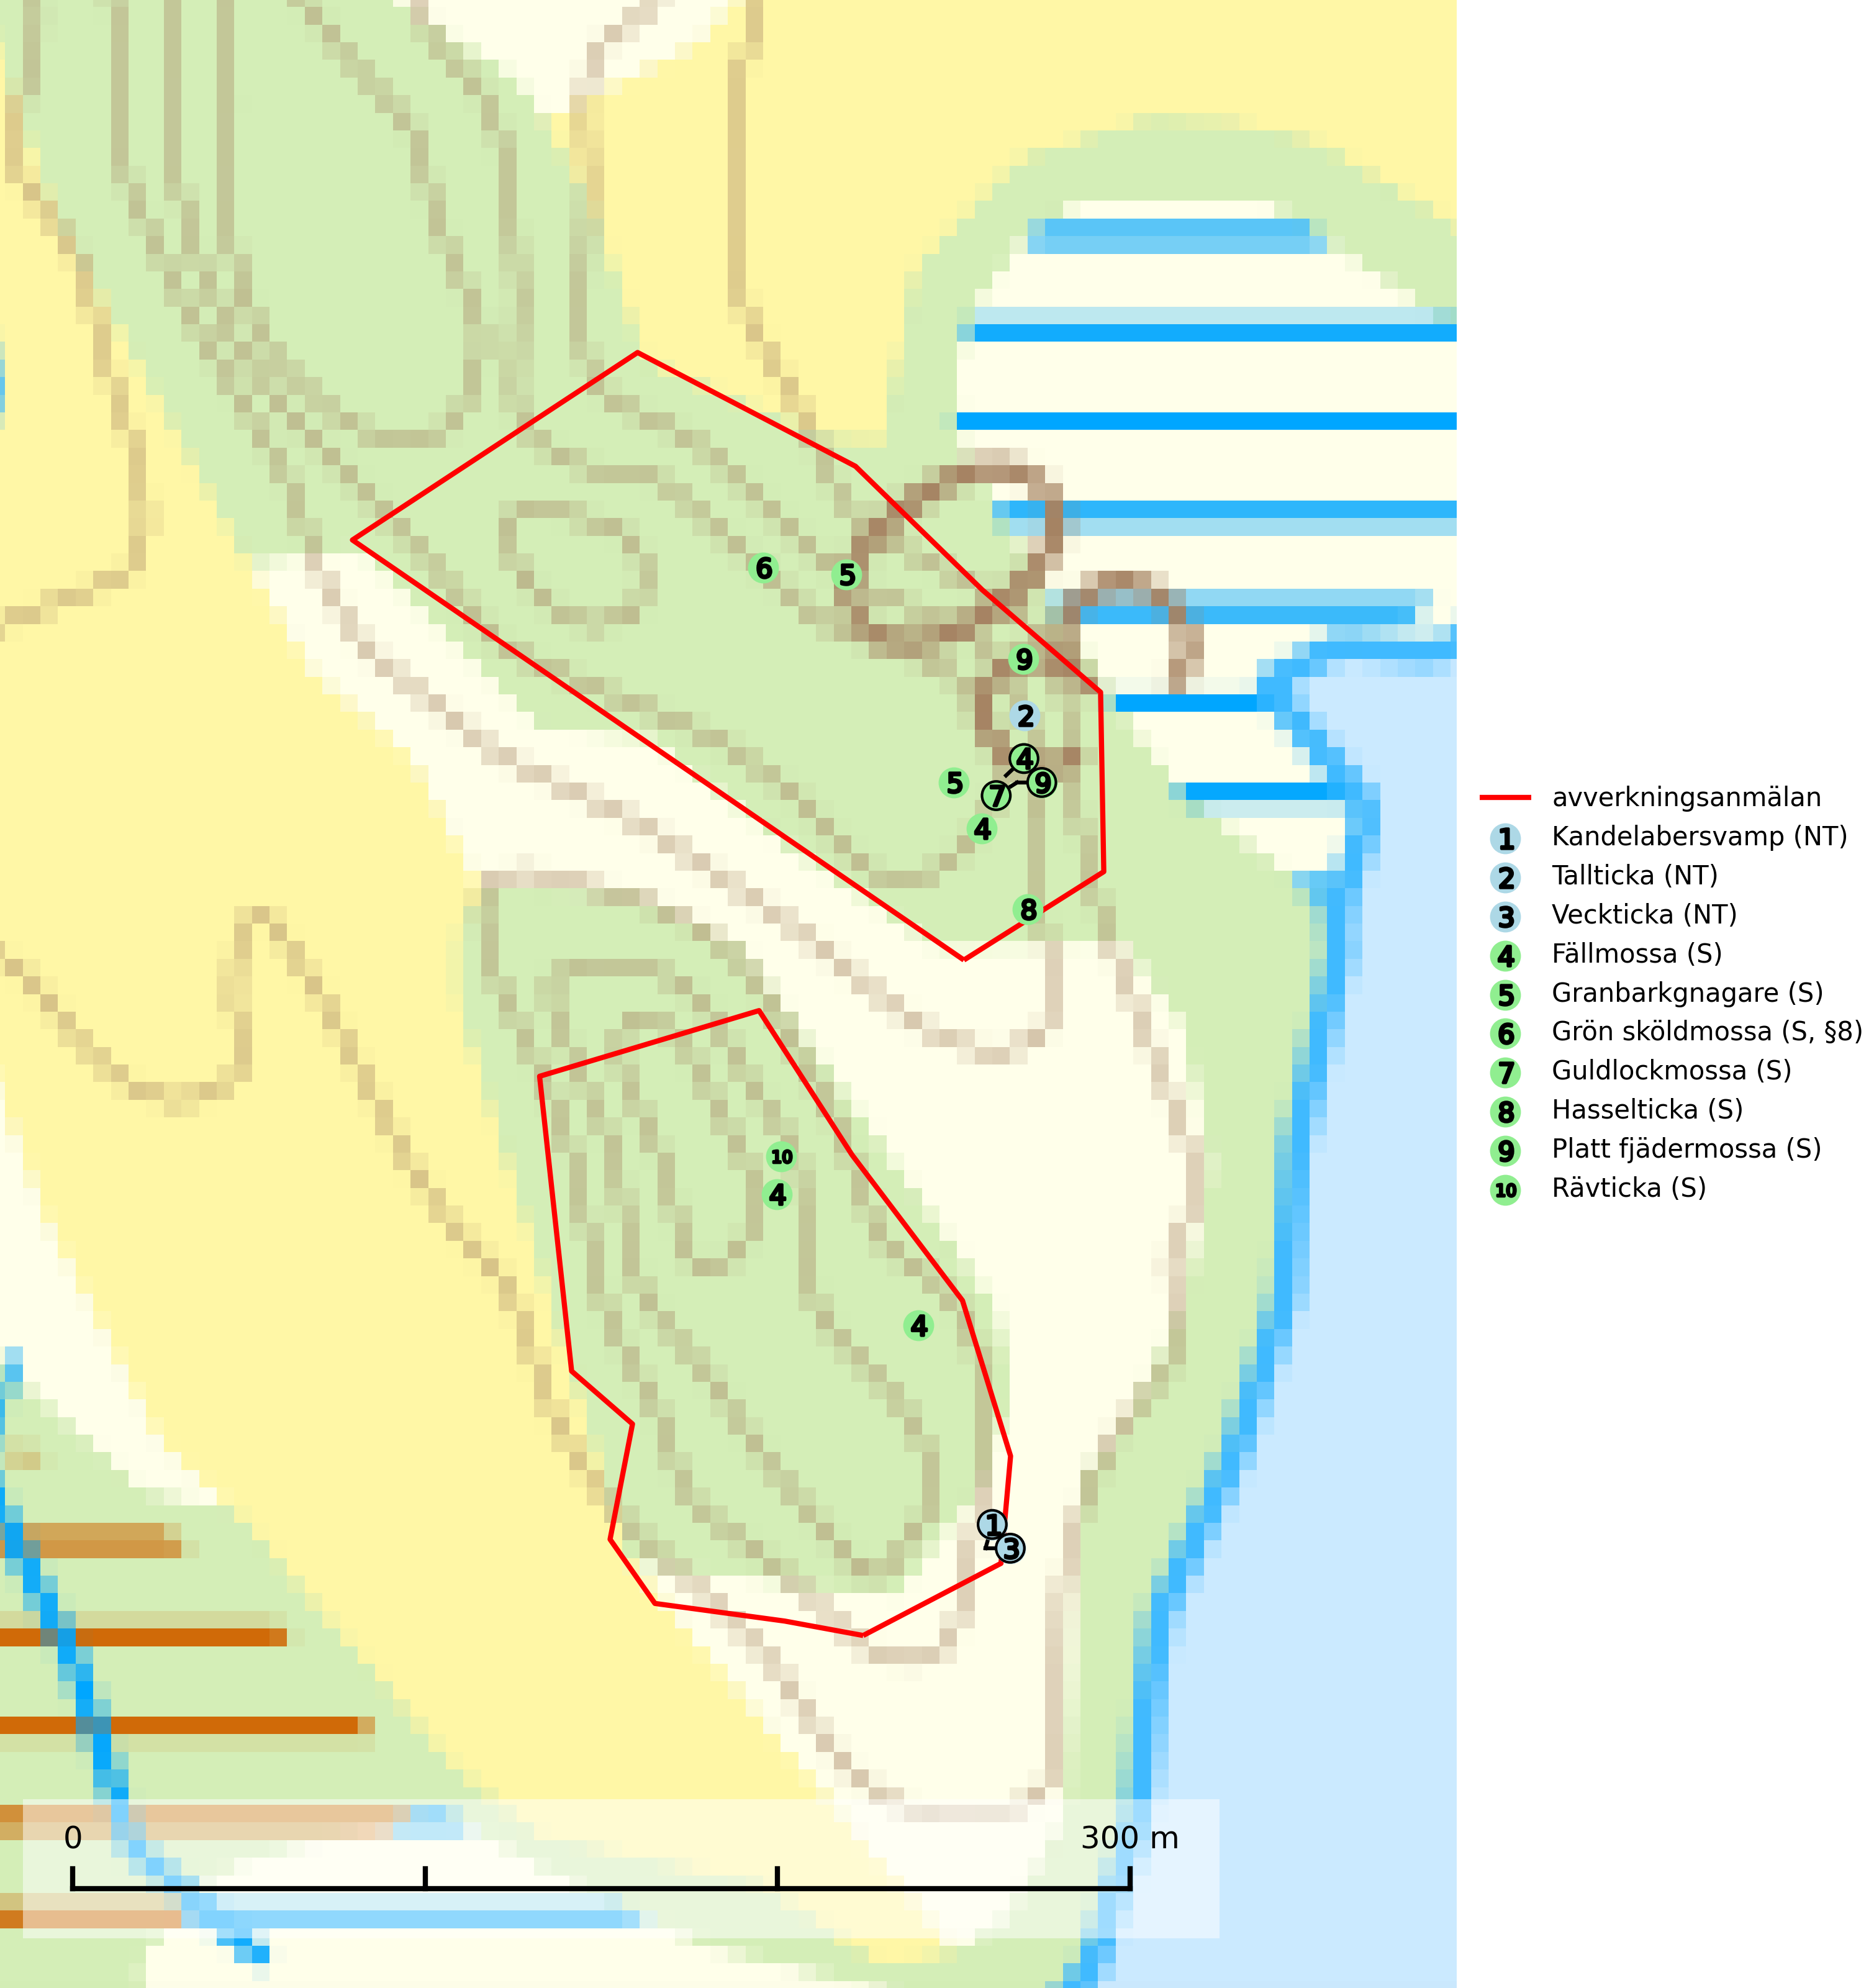 6
5
9
2
4
5
9
7
4
8
10
4
4
1
3
avverkningsanmälan
1 Kandelabersvamp (NT)
2 Tallticka (NT)
3 Veckticka (NT)
4 Fällmossa (S)
5 Granbarkgnagare (S)
6 Grön sköldmossa (S, §8)
7 Guldlockmossa (S)
8 Hasselticka (S)
9 Platt fjädermossa (S)
10 Rävticka (S)
0 300 m